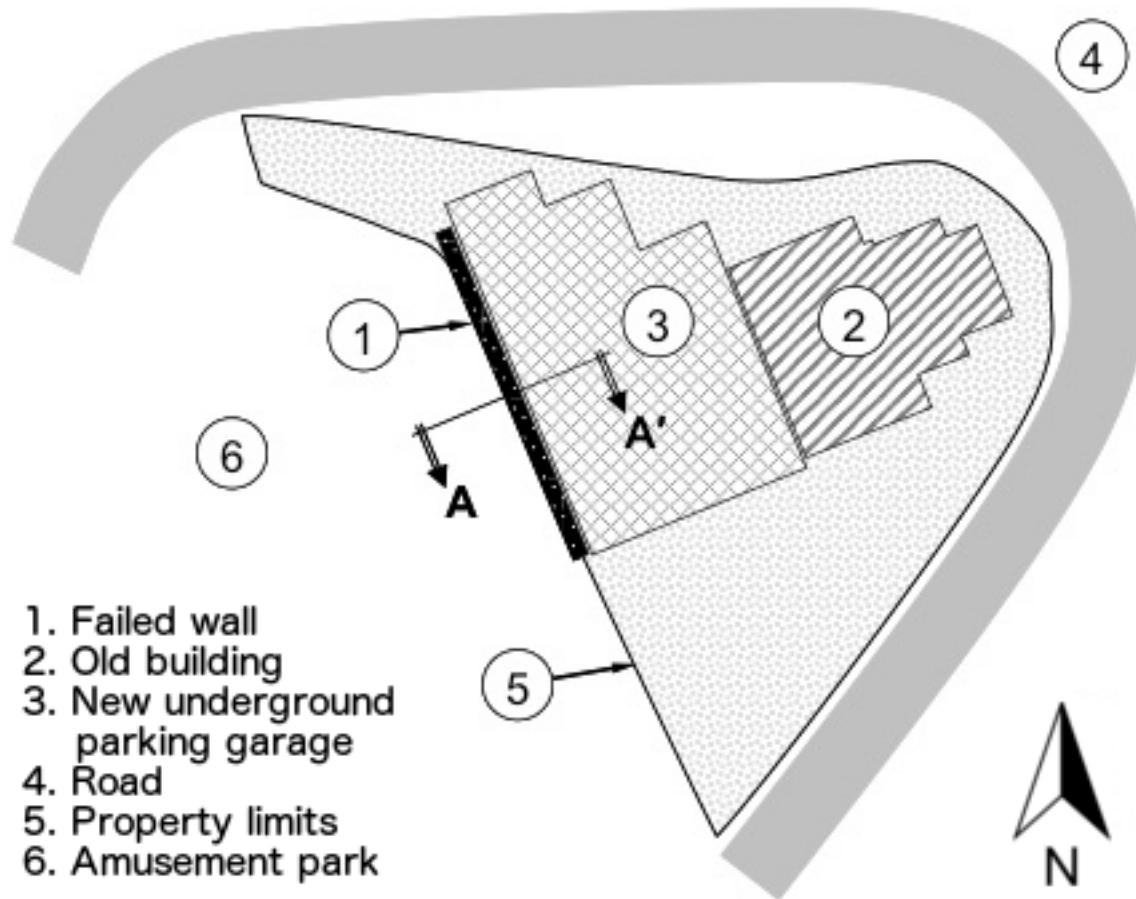 4
1
3
2
6
A′
A
5
1. Failed wall
2. Old building
3. New underground
parking garage
4. Road
5. Property limits
6. Amusement park
N